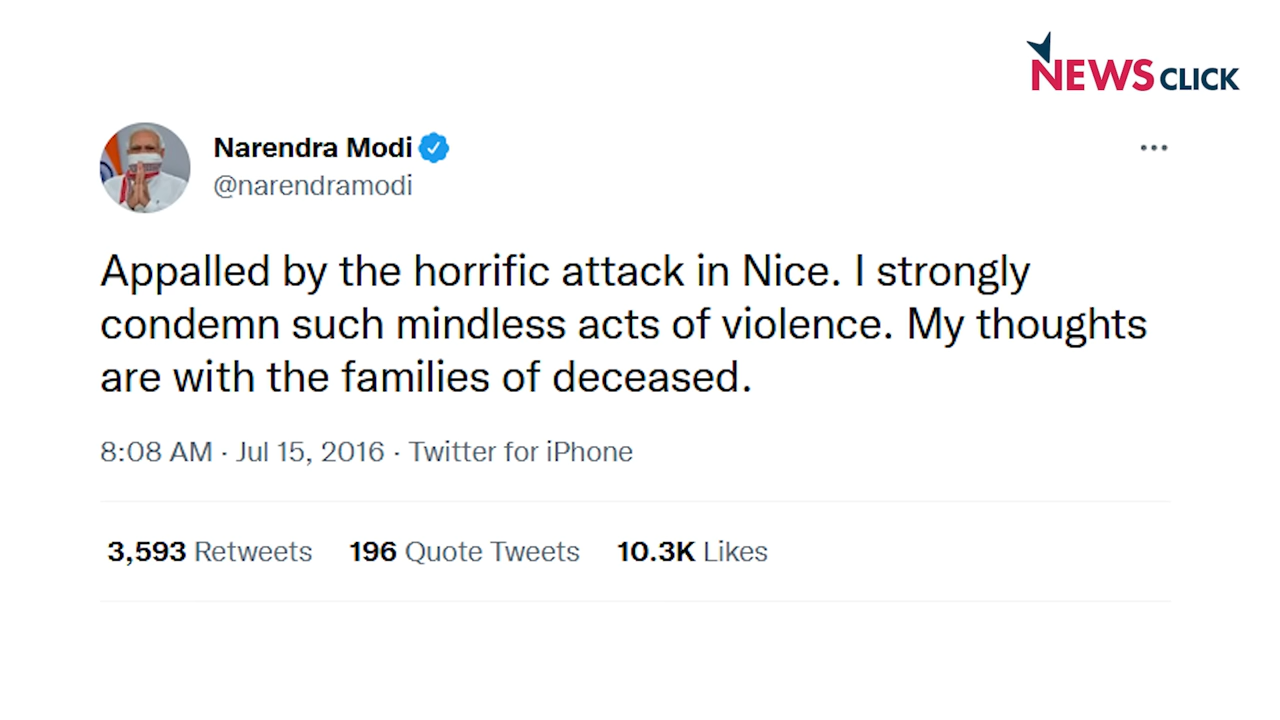 NEWS CLICK
Narendra Modi
@narendramodi
Appalled by the horrific attack in Nice. I strongly
condemn such mindless acts of violence. My thoughts
are with the families of deceased.
8:08 AM · Jul 15, 2016 · Twitter for iPhone
3,593 Retweets 196 Quote Tweets 10.3K Likes